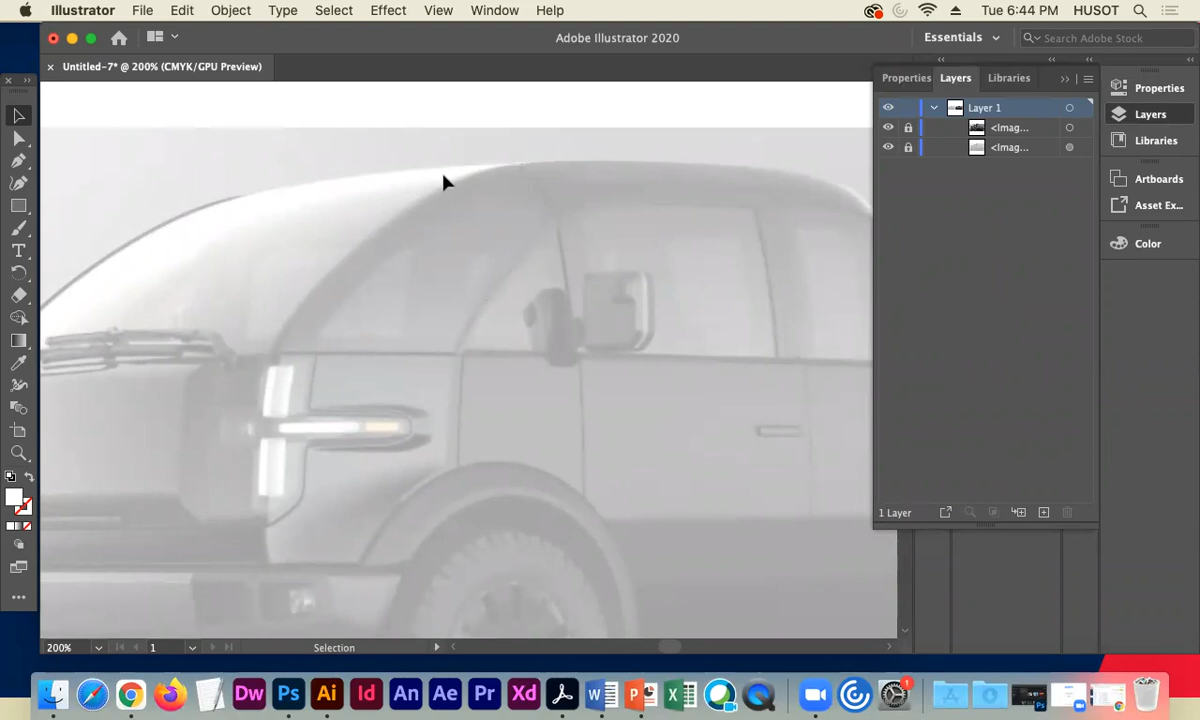 Illustrator File Edit Object Type Select Effect View Window Help Tue 6:44 PM HUSOT
Adobe Illustrator 2020 Essentials Search Adobe Stock
× Untitled-7* @ 200% (CMYK/GPU Preview)
Properties Layers Libraries
Layer 1
<Imag...
<Imag...
1 Layer
Properties
Layers
Libraries
Artboards
Asset Ex...
Color
T
200% 1 Selection
Dw Ps Ai Id An Ae Pr Xd W P X 1